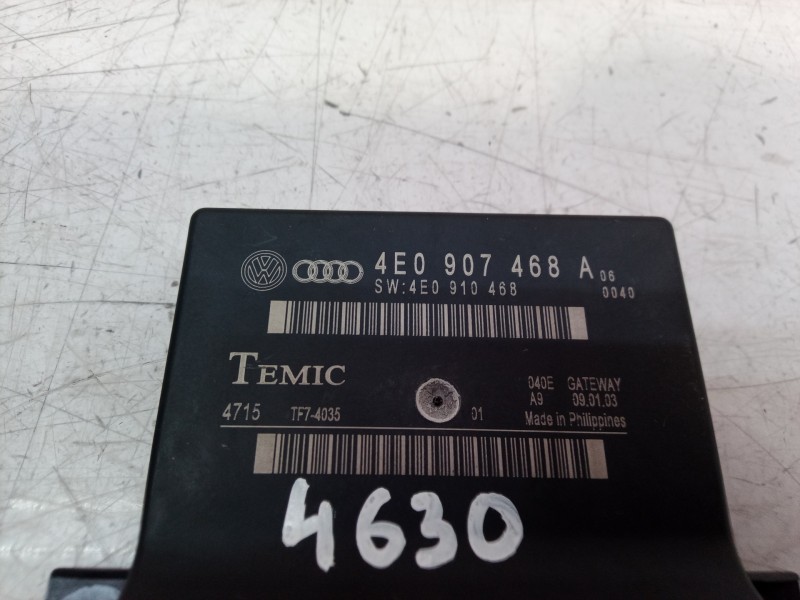 4E0 907 468 A 06
SW:4E0 910 468 0040
TEMIC
040E GATEWAY
A9 09.01.03
4715 TF7-4035 01 Made in Philippines
4630